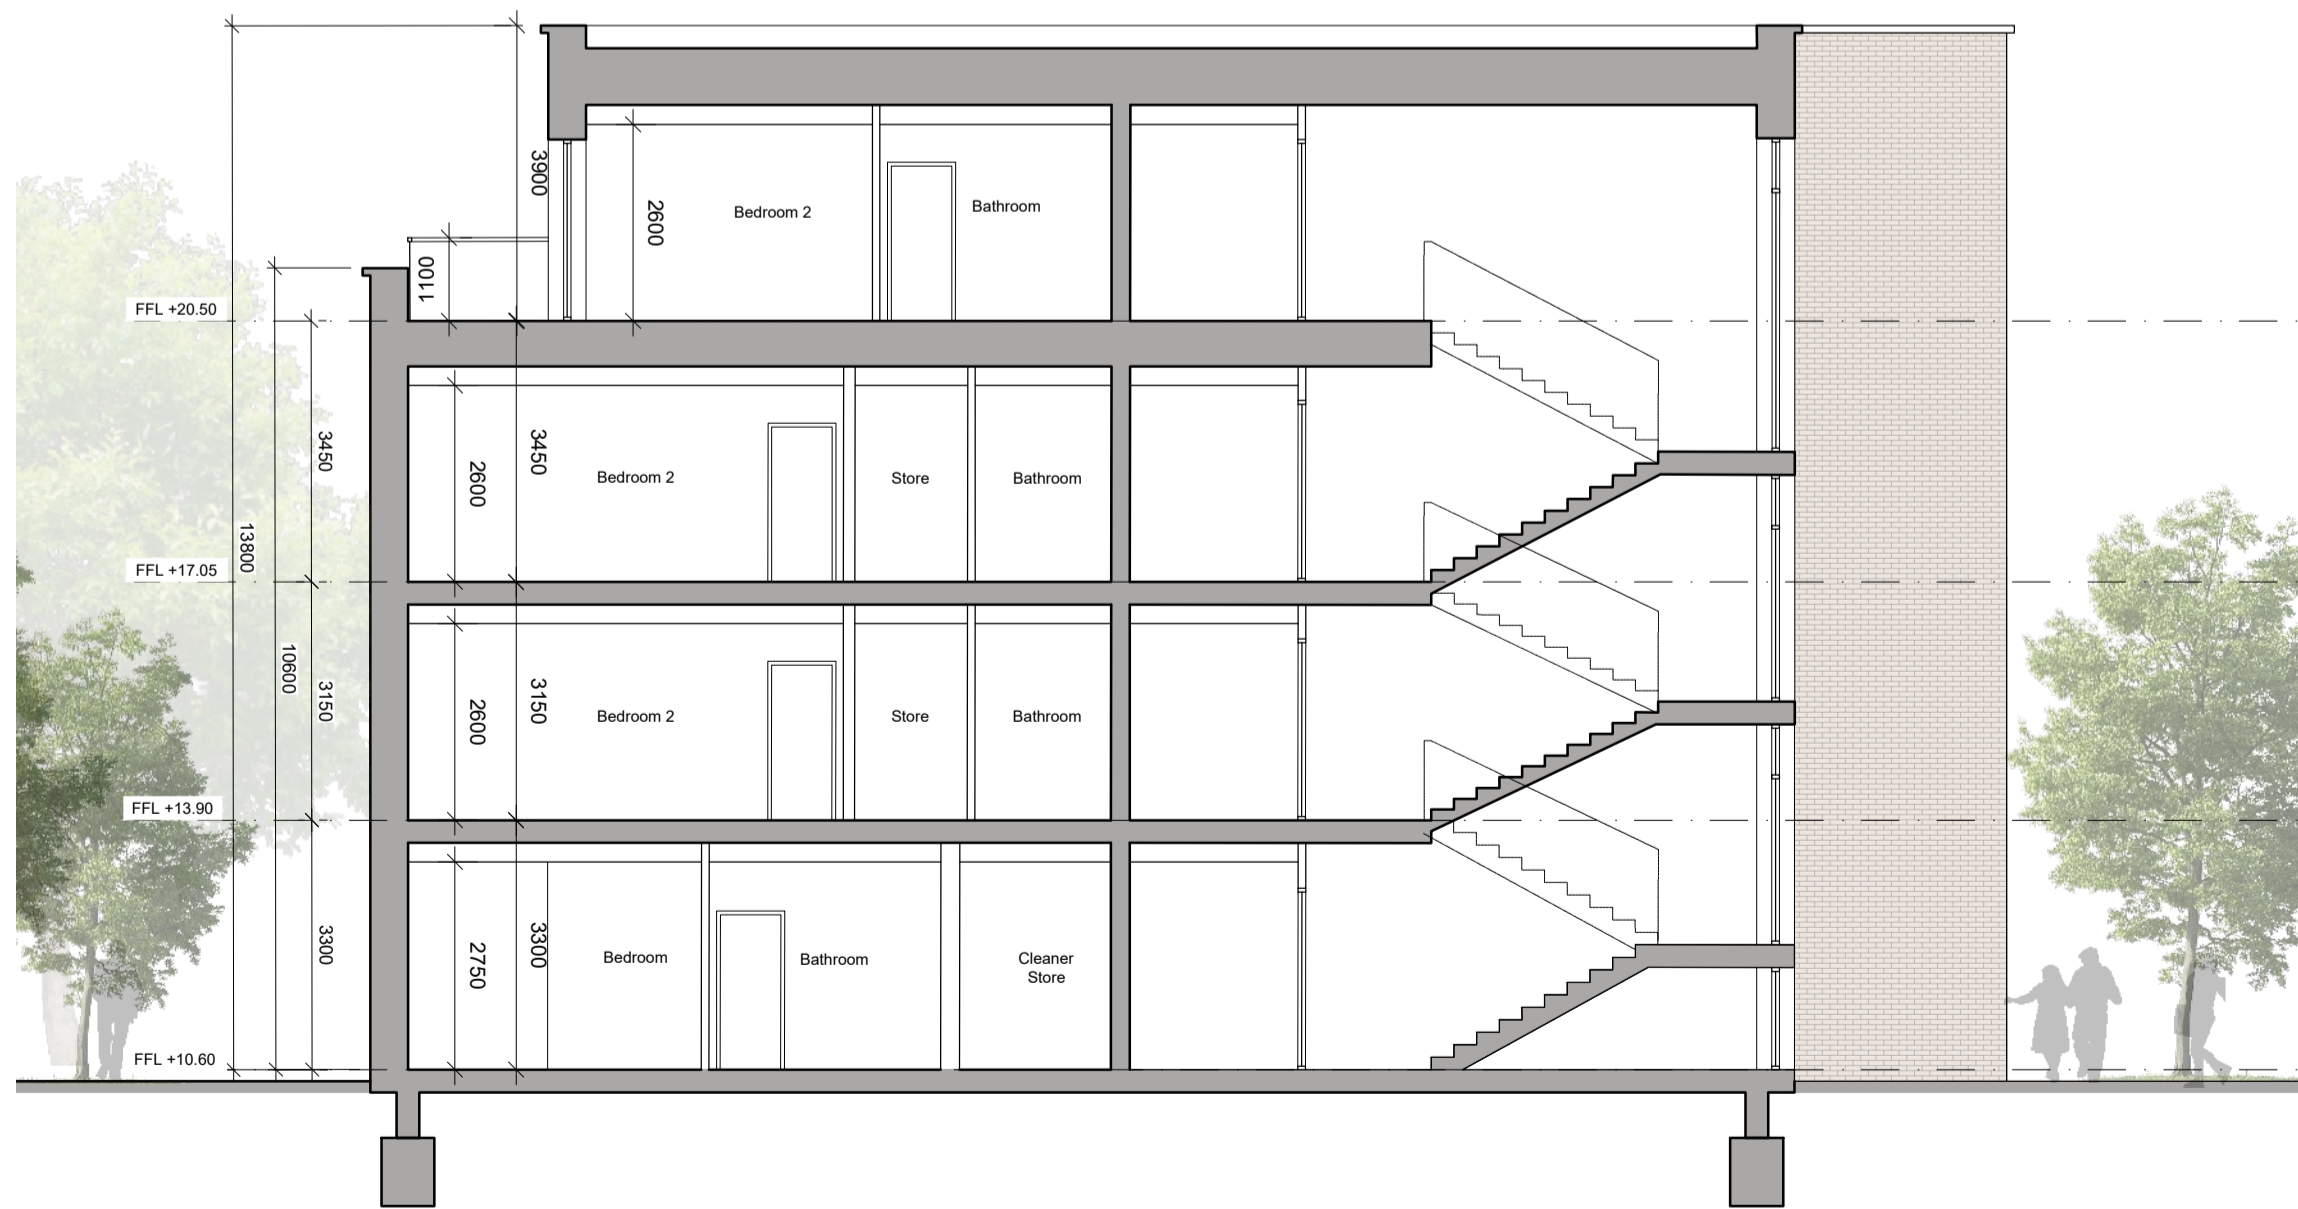 3900
2600
Bedroom 2
Bathroom
1100
FFL +20.50
3450
3450
2600
Bedroom 2
Store
Bathroom
13800
FFL +17.05
10600
3150
3150
2600
Bedroom 2
Store
Bathroom
FFL +13.90
3300
3300
2750
Bedroom
Bathroom
Cleaner
Store
FFL +10.60